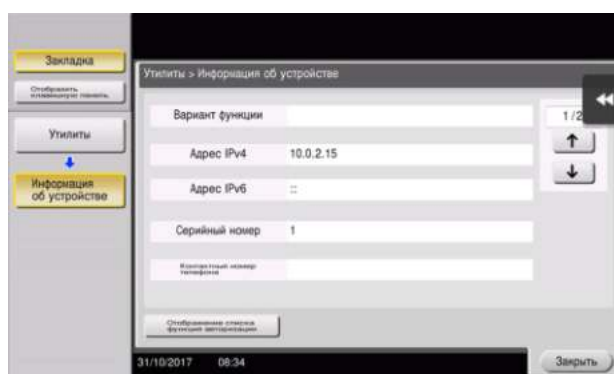 Закладка
Отобразить
клавишную панель
Утилиты
Информация
об устройстве
Утилиты > Информация об устройстве
Вариант функции
1/2
Адрес IPv4 10.0.2.15
Адрес IPv6 ::
Серийный номер 1
Контактный номер
телефона
Отображение списка
функций авторизации
31/10/2017 08:34
Закрыть